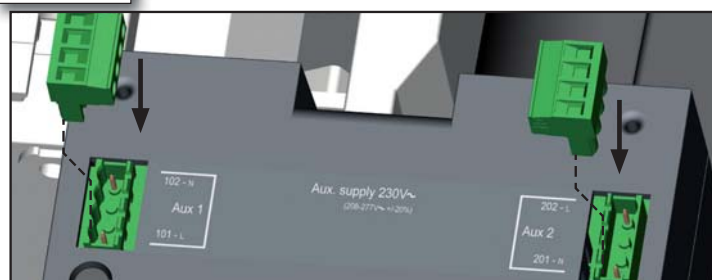 102 - N
Aux 1
101 - L
Aux. supply 230V~
(208-277V~ +/-20%)
202 - L
Aux 2
201 - N